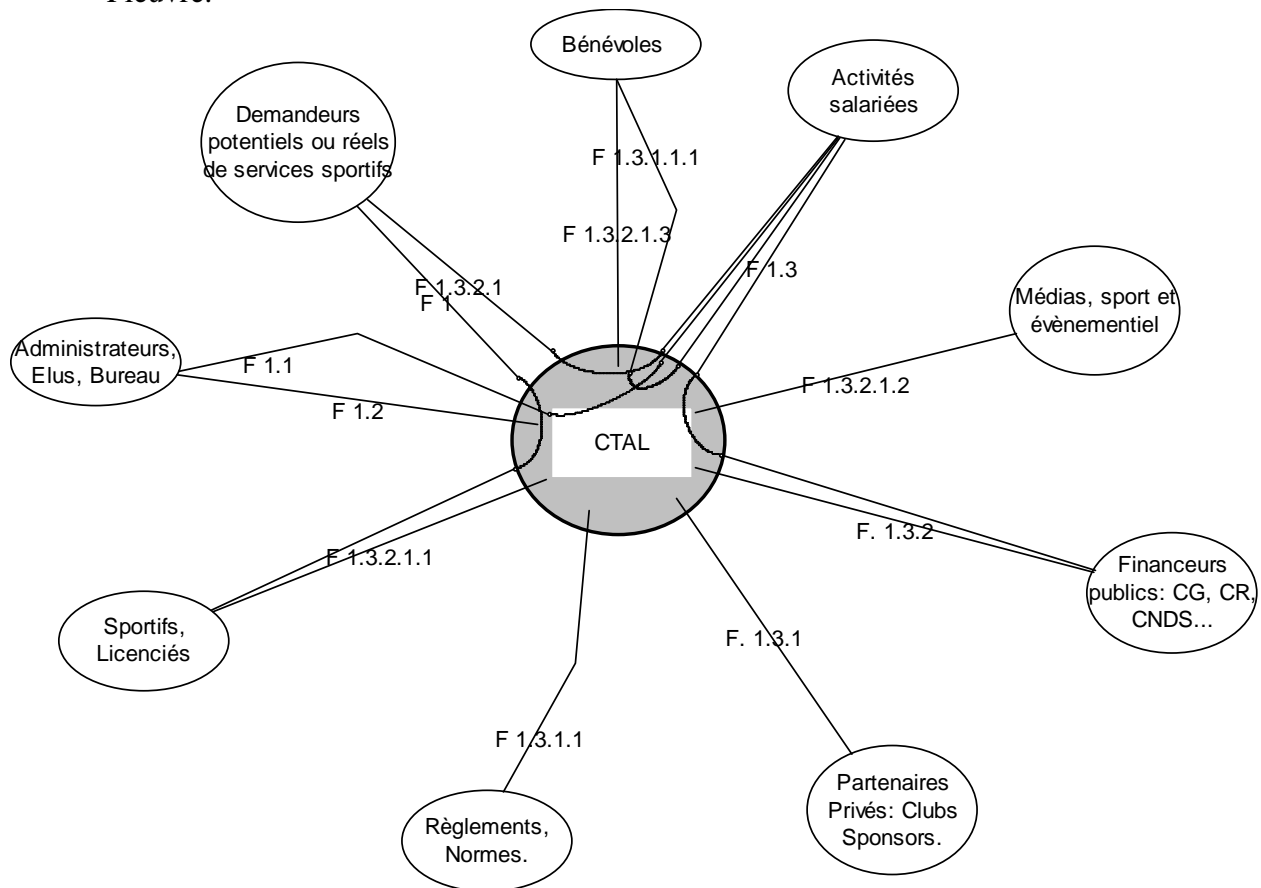 Pieuvre.
Bénévoles
Activités
salariées
Demandeurs
potentiels ou réels
de services sportifs
F 1.3.1.1.1
F 1.3.2.1.3
F 1.3
F 1.3.2.1
F 1
Médias, sport et
évènementiel
Administrateurs,
Elus, Bureau
F 1.1
F 1.2
F 1.3.2.1.2
CTAL
F. 1.3.2
F 1.3.2.1.1
Financeurs
publics: CG, CR,
CNDS...
Sportifs,
Licenciés
F. 1.3.1
F 1.3.1.1
Partenaires
Privés: Clubs
Sponsors.
Règlements,
Normes.